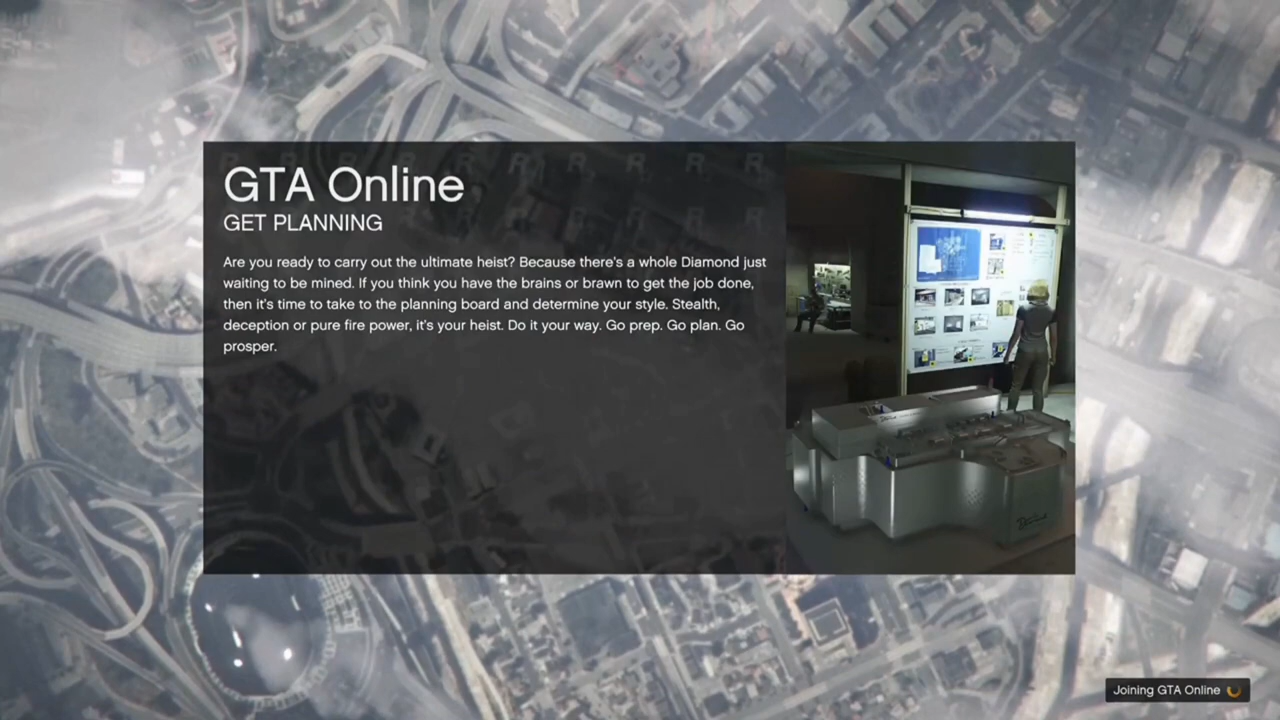 GTA Online
GET PLANNING
Are you ready to carry out the ultimate heist? Because there's a whole Diamond just
waiting to be mined. If you think you have the brains or brawn to get the job done,
then it's time to take to the planning board and determine your style. Stealth,
deception or pure fire power, it's your heist. Do it your way. Go prep. Go plan. Go
prosper.
Joining GTA Online